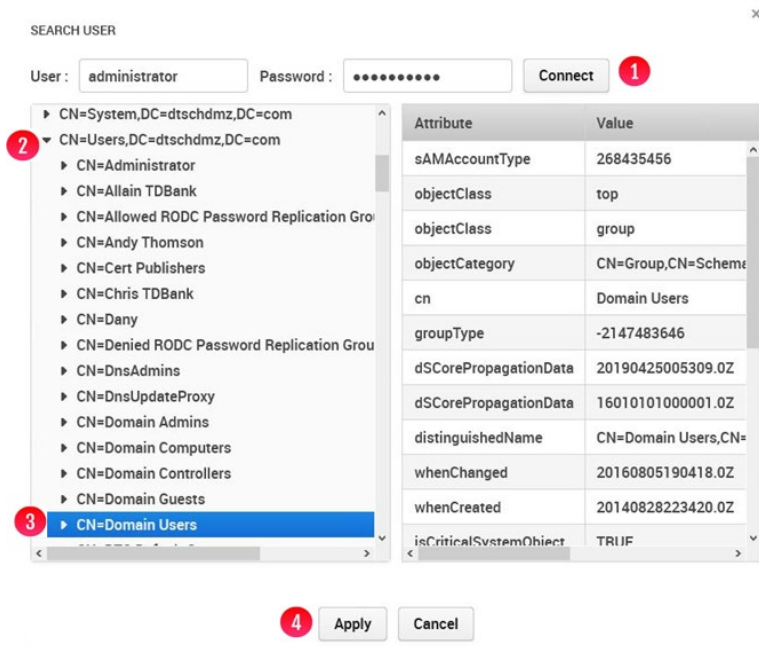 ×
SEARCH USER
User : administrator Password : ●●●●●●●●●● Connect 1
CN=System,DC=dtschdmz,DC=com
2 CN=Users,DC=dtschdmz,DC=com
CN=Administrator
CN=Allain TDBank
CN=Allowed RODC Password Replication Gro
CN=Andy Thomson
CN=Cert Publishers
CN=Chris TDBank
CN=Dany
CN=Denied RODC Password Replication Grou
CN=DnsAdmins
CN=DnsUpdateProxy
CN=Domain Admins
CN=Domain Computers
CN=Domain Controllers
CN=Domain Guests
3 CN=Domain Users
Attribute Value
sAMAccountType 268435456
objectClass top
objectClass group
objectCategory CN=Group,CN=Schema
cn Domain Users
groupType -2147483646
dSCorePropagationData 20190425005309.0Z
dSCorePropagationData 16010101000001.0Z
distinguishedName CN=Domain Users,CN=
whenChanged 20160805190418.0Z
whenCreated 20140828223420.0Z
isCriticalSystemObject TRUE
4 Apply Cancel